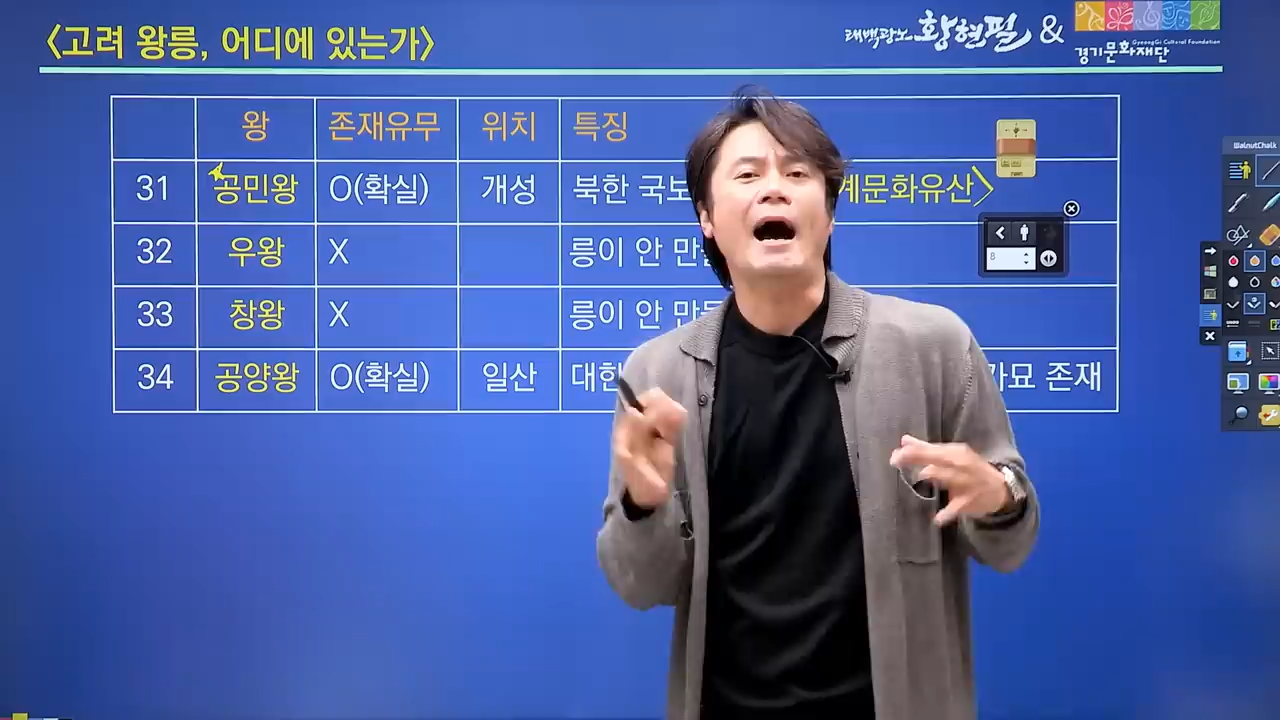 <고려 왕릉, 어디에 있는가>
태백광노 황현필 &
GyeongGi Cultural Foundation
경기문화재단
왕 존재유무 위치 특징
31 공민왕 O(확실) 개성 북한 국보 계문화유산>
32 우왕 X 릉이 안
33 창왕 X 릉이 안
34 공양왕 O(확실) 일산 대한 가묘 존재
WalnutChalk
8